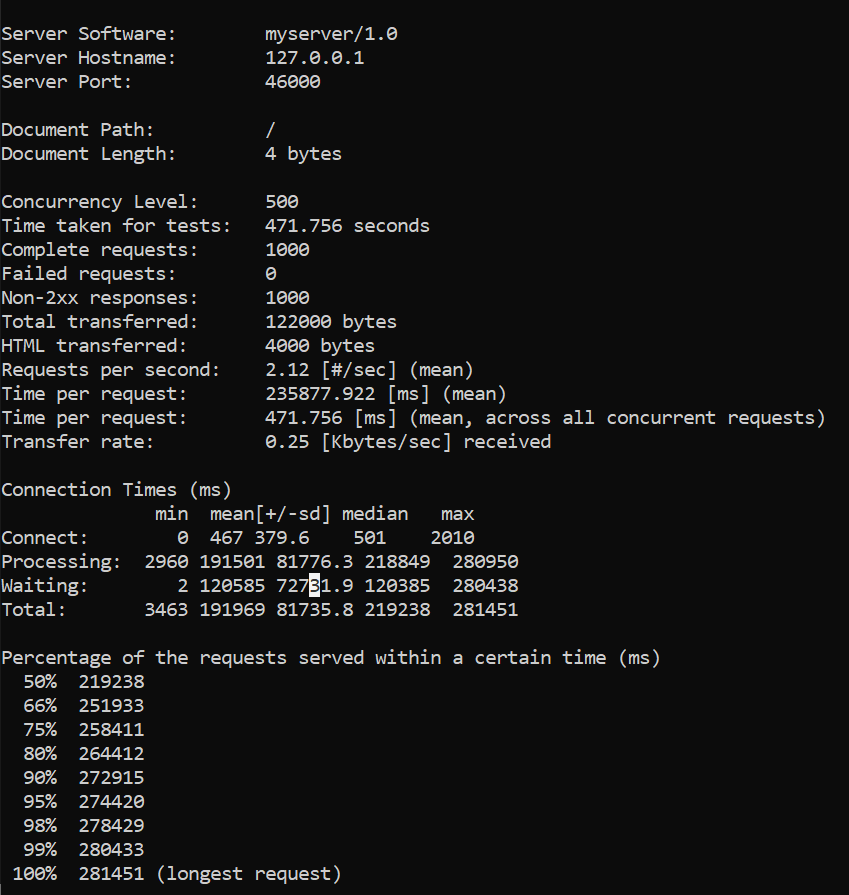 Server Software:        myserver/1.0
Server Hostname:        127.0.0.1
Server Port:            46000

Document Path:          /
Document Length:        4 bytes

Concurrency Level:      500
Time taken for tests:   471.756 seconds
Complete requests:      1000
Failed requests:        0
Non-2xx responses:      1000
Total transferred:      122000 bytes
HTML transferred:       4000 bytes
Requests per second:    2.12 [#/sec] (mean)
Time per request:       235877.922 [ms] (mean)
Time per request:       471.756 [ms] (mean, across all concurrent requests)
Transfer rate:          0.25 [Kbytes/sec] received

Connection Times (ms)
              min  mean[+/-sd] median   max
Connect:        0  467 379.6    501    2010
Processing:  2960 191501 81776.3 218849  280950
Waiting:        2 120585 72731.9 120385  280438
Total:       3463 191969 81735.8 219238  281451

Percentage of the requests served within a certain time (ms)
  50%  219238
  66%  251933
  75%  258411
  80%  264412
  90%  272915
  95%  274420
  98%  278429
  99%  280433
 100%  281451 (longest request)